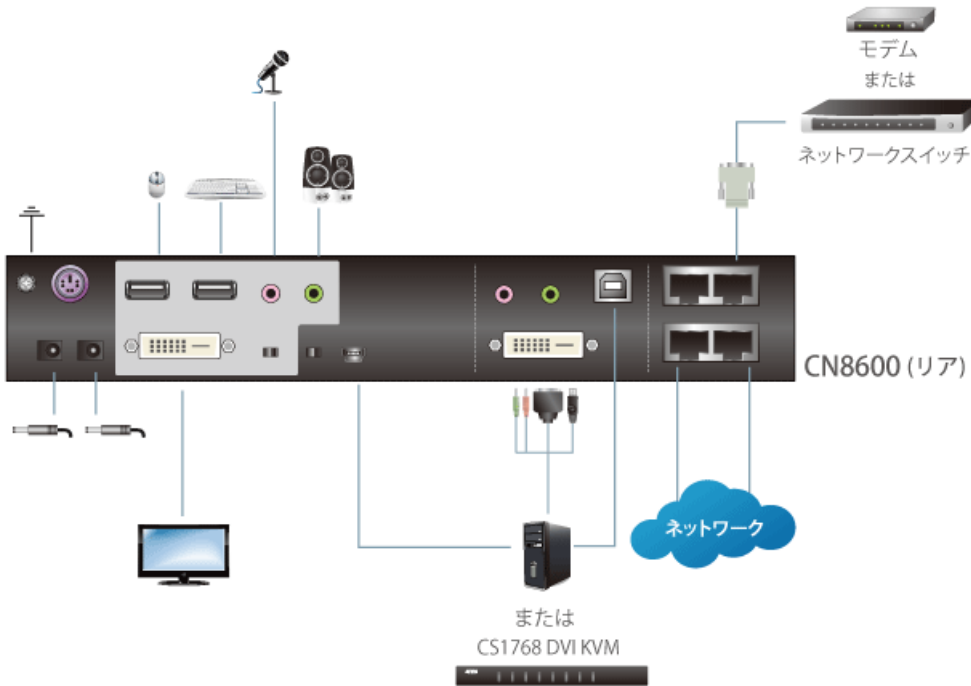 モデム
または
ネットワークスイッチ
CN8600 (リア)
ネットワーク
または
CS1768 DVI KVM